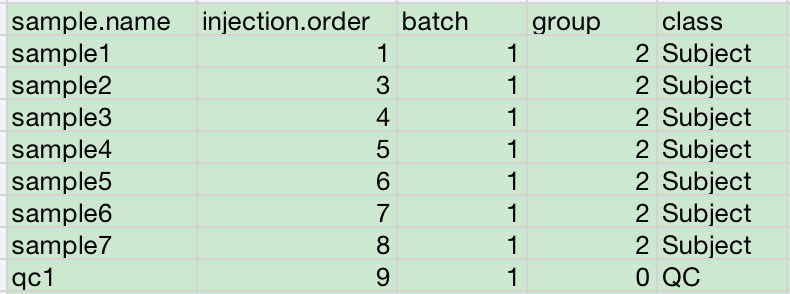 sample.name injection.order batch group class
sample1 1 1 2 Subject
sample2 3 1 2 Subject
sample3 4 1 2 Subject
sample4 5 1 2 Subject
sample5 6 1 2 Subject
sample6 7 1 2 Subject
sample7 8 1 2 Subject
qc1 9 1 0 QC